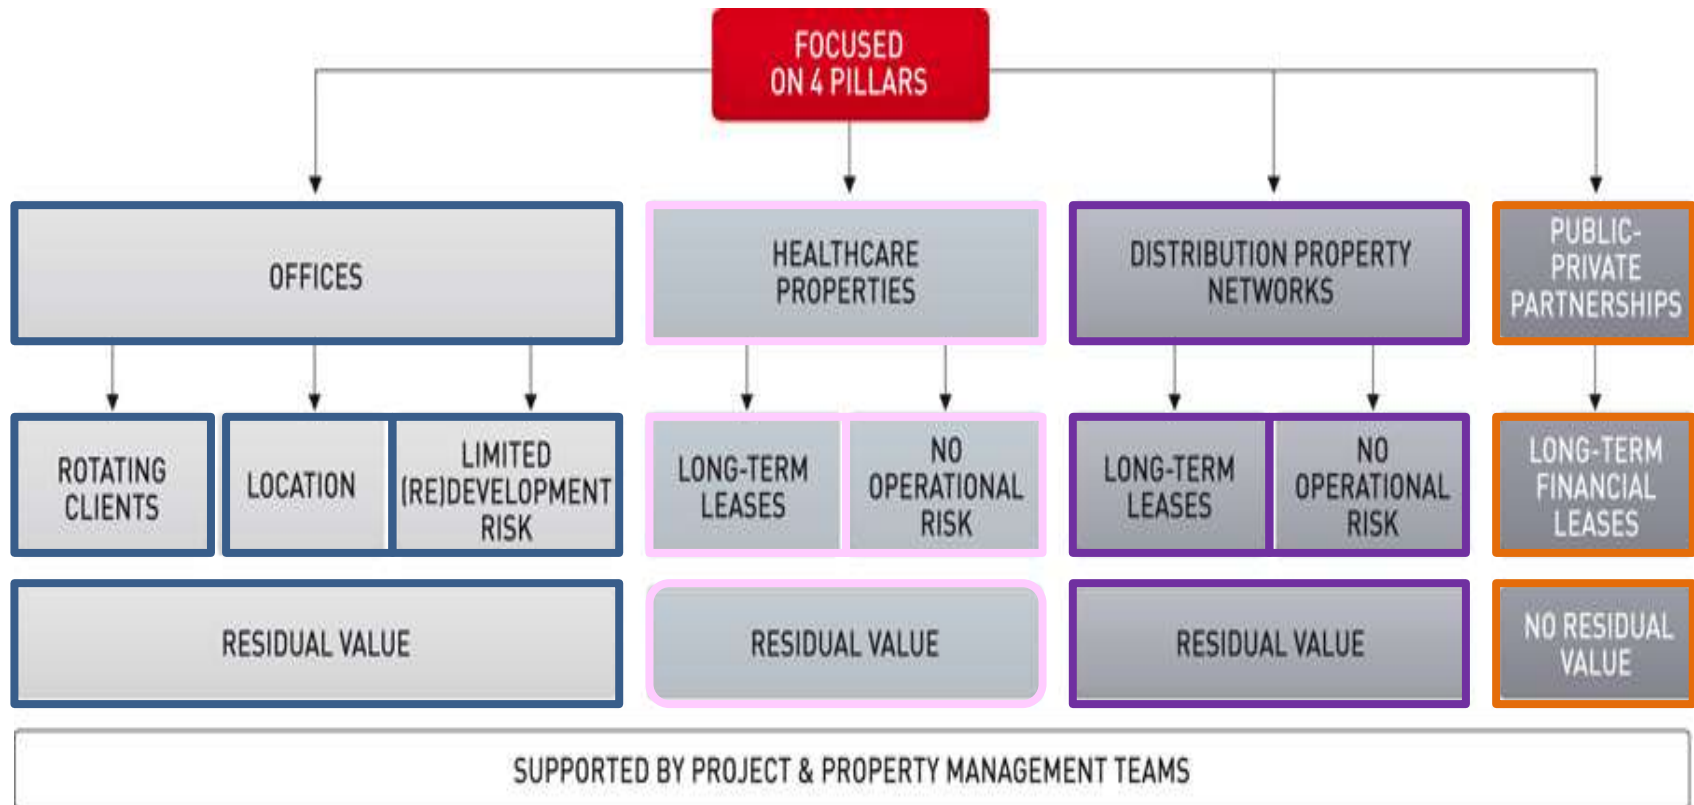 FOCUSED
ON 4 PILLARS
OFFICES
HEALTHCARE
PROPERTIES
DISTRIBUTION PROPERTY
NETWORKS
PUBLIC-
PRIVATE
PARTNERSHIPS
ROTATING
CLIENTS
LOCATION
LIMITED
(RE)DEVELOPMENT
RISK
LONG-TERM
LEASES
NO
OPERATIONAL
RISK
LONG-TERM
LEASES
NO
OPERATIONAL
RISK
LONG-TERM
FINANCIAL
LEASES
RESIDUAL VALUE
RESIDUAL VALUE
RESIDUAL VALUE
NO RESIDUAL
VALUE
SUPPORTED BY PROJECT & PROPERTY MANAGEMENT TEAMS